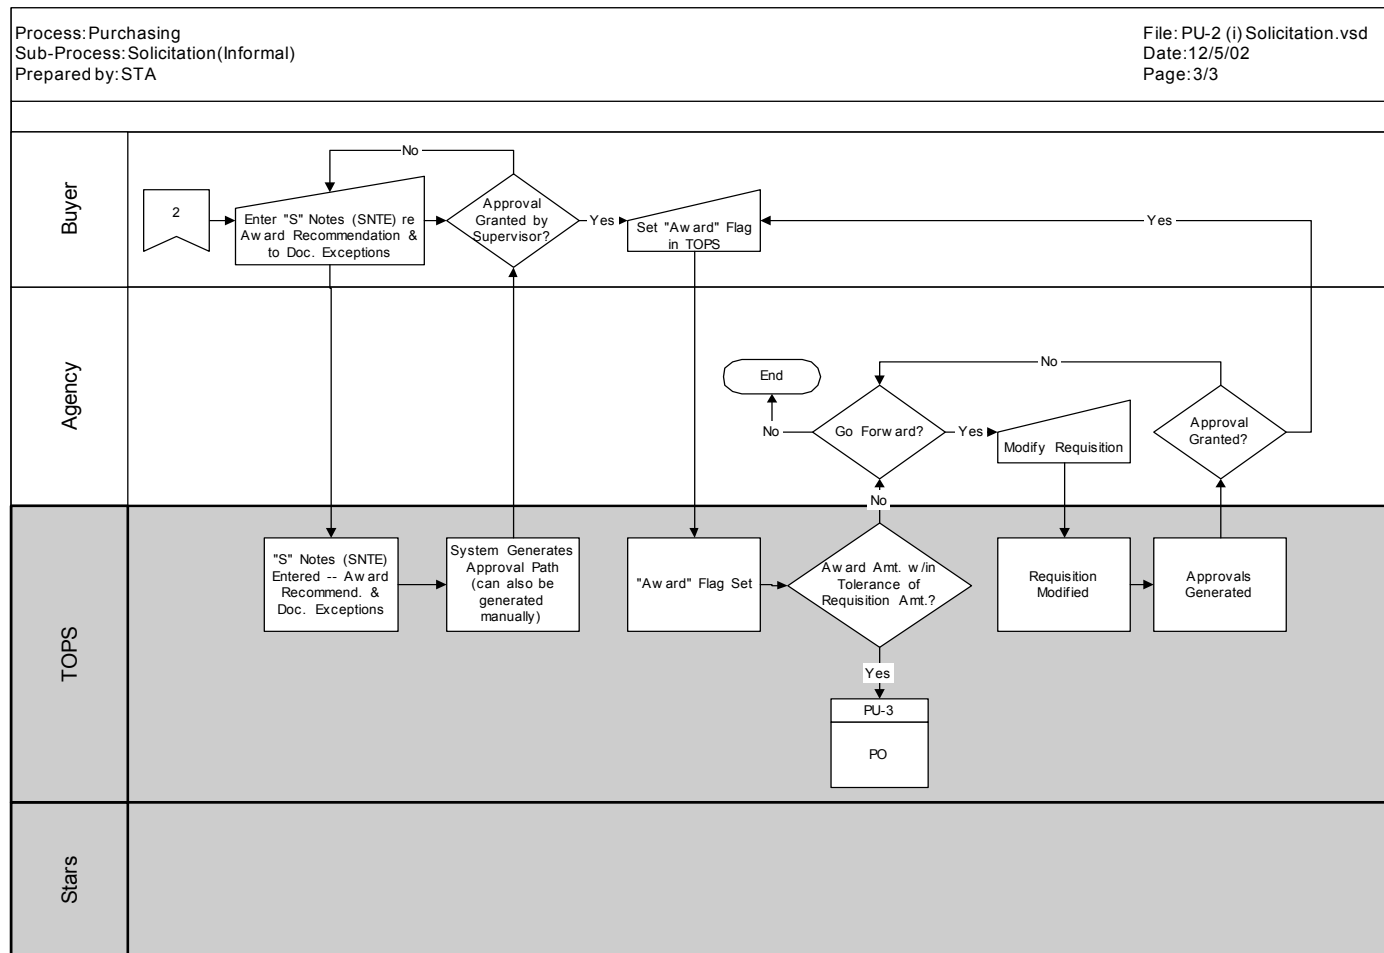 Process: Purchasing
Sub-Process: Solicitation (Informal)
Prepared by: STA
File: PU-2 (i) Solicitation.vsd
Date: 12/5/02
Page: 3/3
Buyer
2
Enter "S" Notes (SNTE) re
Award Recommendation &
to Doc. Exceptions
No
Approval
Granted by
Supervisor?
Yes
Set "Award" Flag
in TOPS
Yes
Agency
End
No
Go Forward?
Yes
Modify Requisition
No
Approval
Granted?
No
TOPS
"S" Notes (SNTE)
Entered -- Award
Recommend. &
Doc. Exceptions
System Generates
Approval Path
(can also be
generated
manually)
"Award" Flag Set
Award Amt. w/in
Tolerance of
Requisition Amt.?
Requisition
Modified
Approvals
Generated
Yes
PU-3
PO
Stars